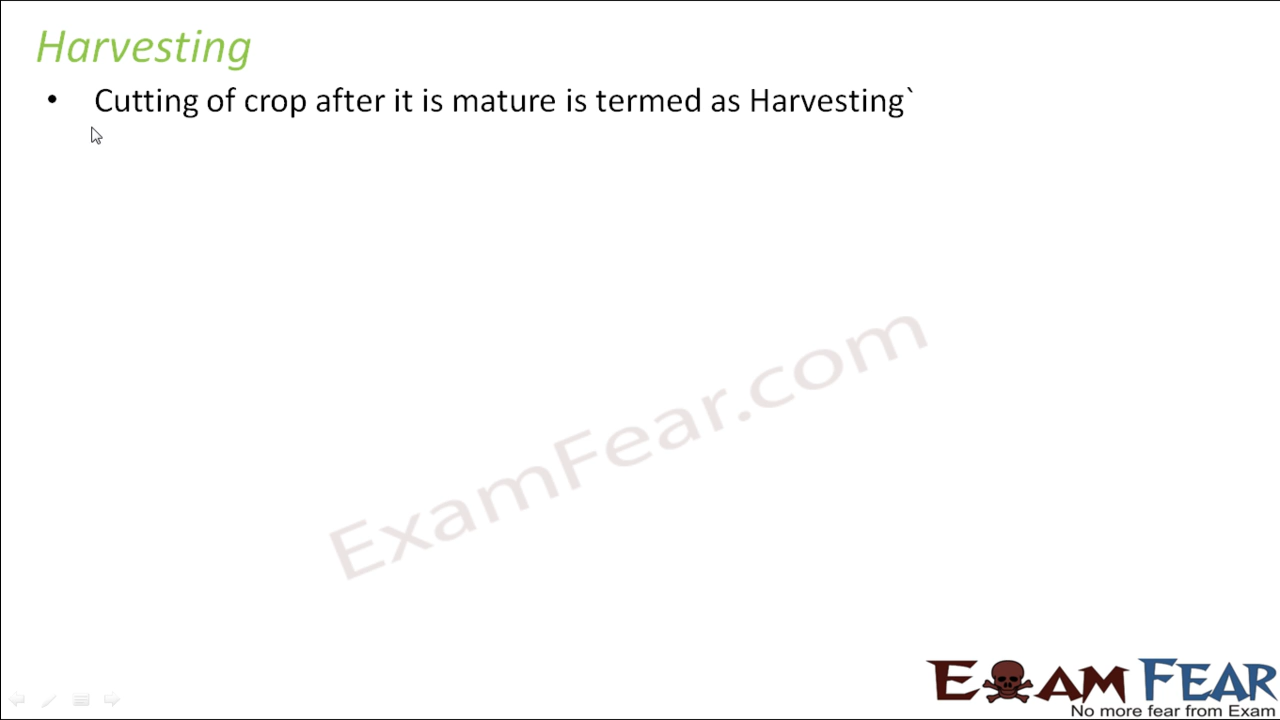 Harvesting
• Cutting of crop after it is mature is termed as Harvesting`
ExamFear.com
EXAM FEAR
No more fear from Exam